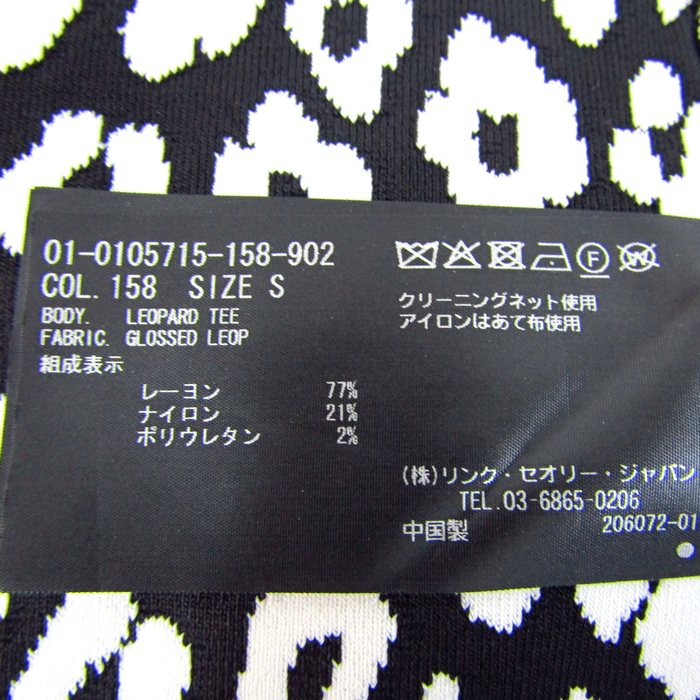 01-0105715-158-902
COL. 158 SIZE S
BODY. LEOPARD TEE
FABRIC. GLOSSED LEOP
組成表示
レーヨン 77%
ナイロン 21%
ポリウレタン 2%
F W
クリーニングネット使用
アイロンはあて布使用
(株)リンク・セオリー・ジャパン
TEL.03-6865-0206
中国製
206072-01